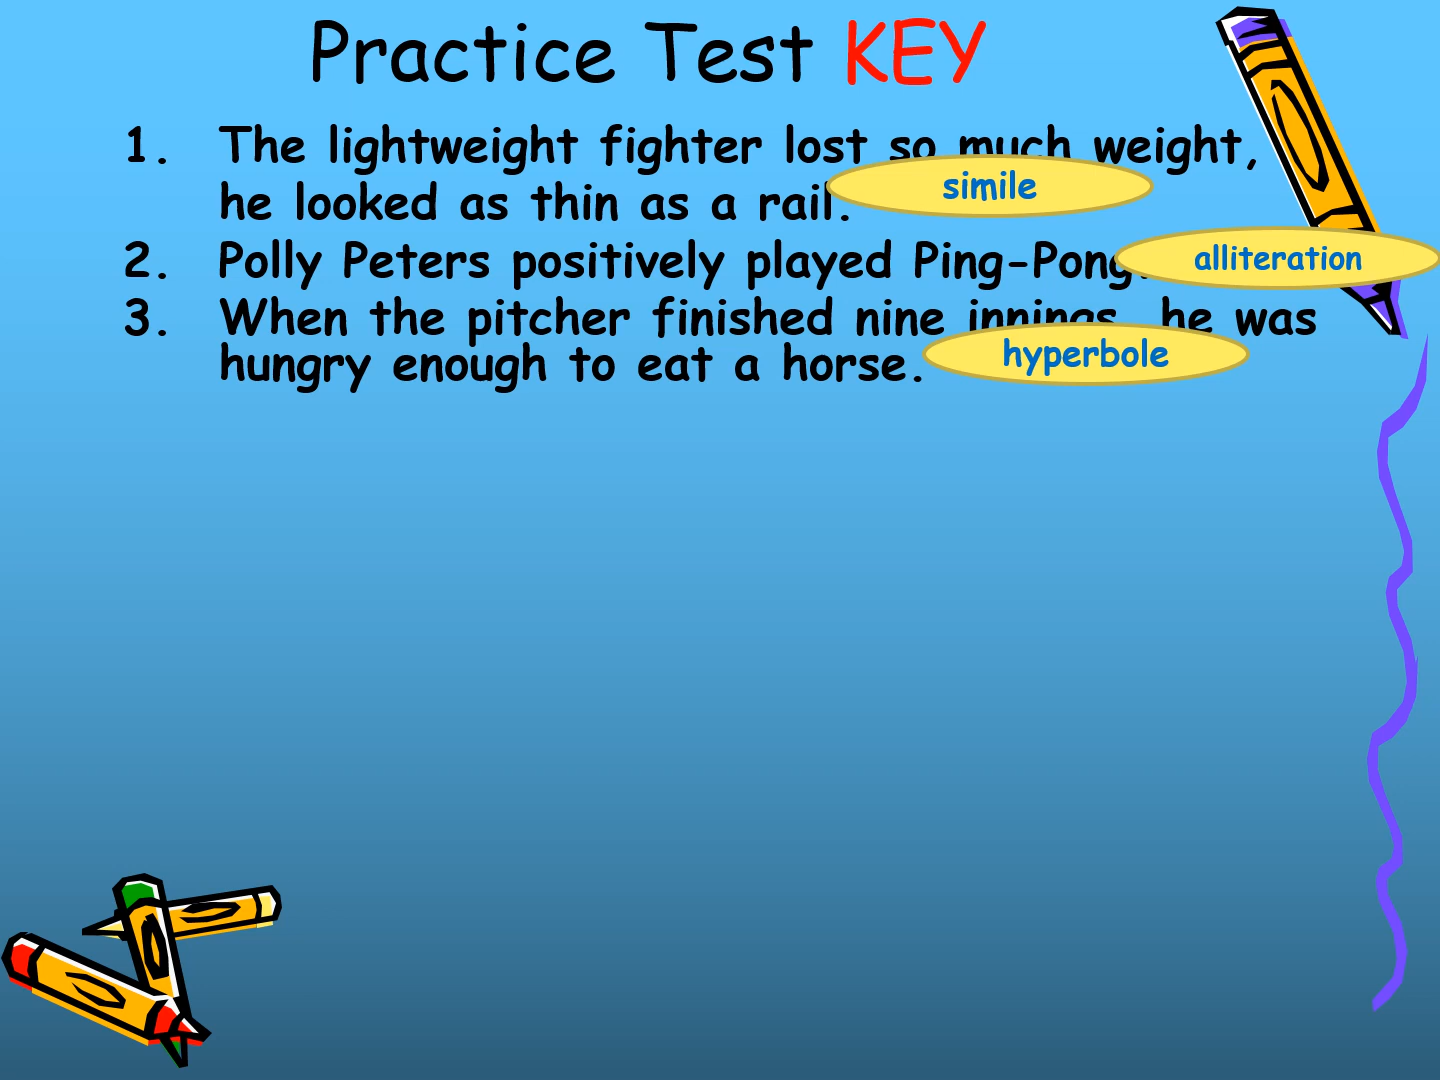 Practice Test KEY
1. The lightweight fighter lost so much weight,
he looked as thin as a rail.
simile
2. Polly Peters positively played Ping-Pong.
alliteration
3. When the pitcher finished nine innings, he was
hungry enough to eat a horse.
hyperbole